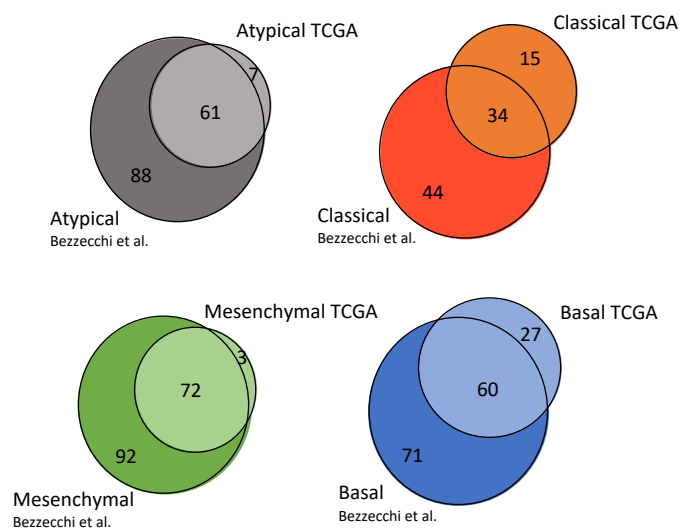 Atypical TCGA
7
61
88
Atypical
Bezzecchi et al.
Classical TCGA
15
34
44
Classical
Bezzecchi et al.
Mesenchymal TCGA
3
72
92
Mesenchymal
Bezzecchi et al.
Basal TCGA
27
60
71
Basal
Bezzecchi et al.